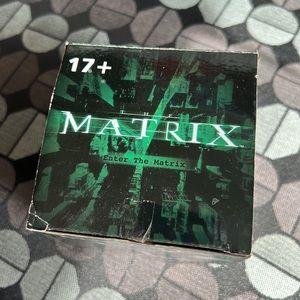 17+
MATRIX
Enter The Matrix